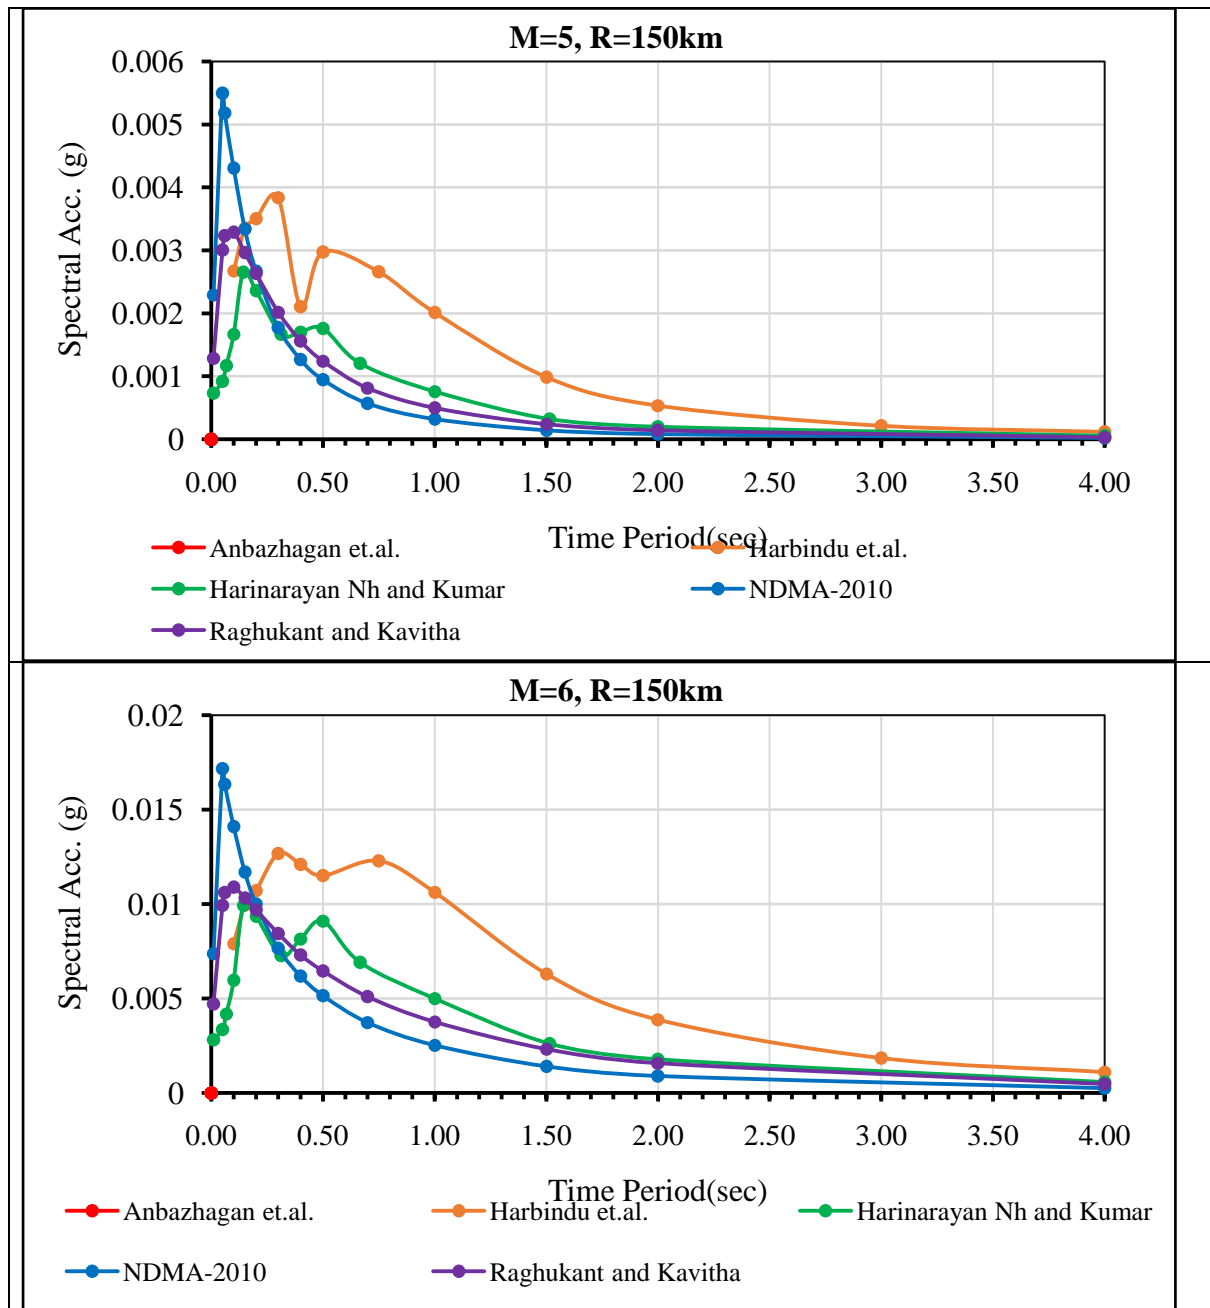 M=5, R=150km
0.006
0.005
0.004
0.003
0.002
0.001
0
Spectral Acc. (g)
0.00 0.50 1.00 1.50 2.00 2.50 3.00 3.50 4.00
Time Period(sec)
Anbazhagan et.al. Harbindu et.al.
Harinarayan Nh and Kumar NDMA-2010
Raghukant and Kavitha
M=6, R=150km
0.02
0.015
0.01
0.005
0
Spectral Acc. (g)
0.00 0.50 1.00 1.50 2.00 2.50 3.00 3.50 4.00
Time Period(sec)
Anbazhagan et.al. Harbindu et.al. Harinarayan Nh and Kumar
NDMA-2010 Raghukant and Kavitha